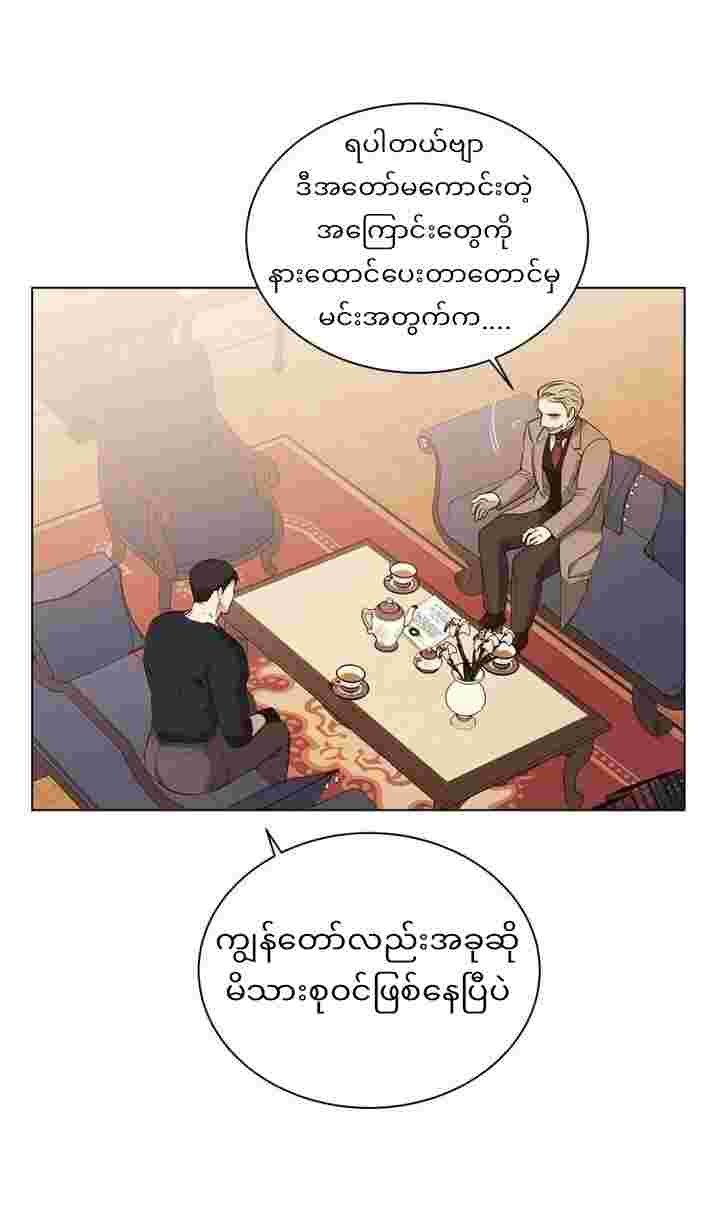 ရပါတယ်ဗျာ
ဒီအတော်မကောင်းတဲ့
အကြောင်းတွေကို
နားထောင်ပေးတာတောင်မှ
မင်းအတွက်က....
ကျွန်တော်လည်းအခုဆို
မိသားစုဝင်ဖြစ်နေပြီပဲ